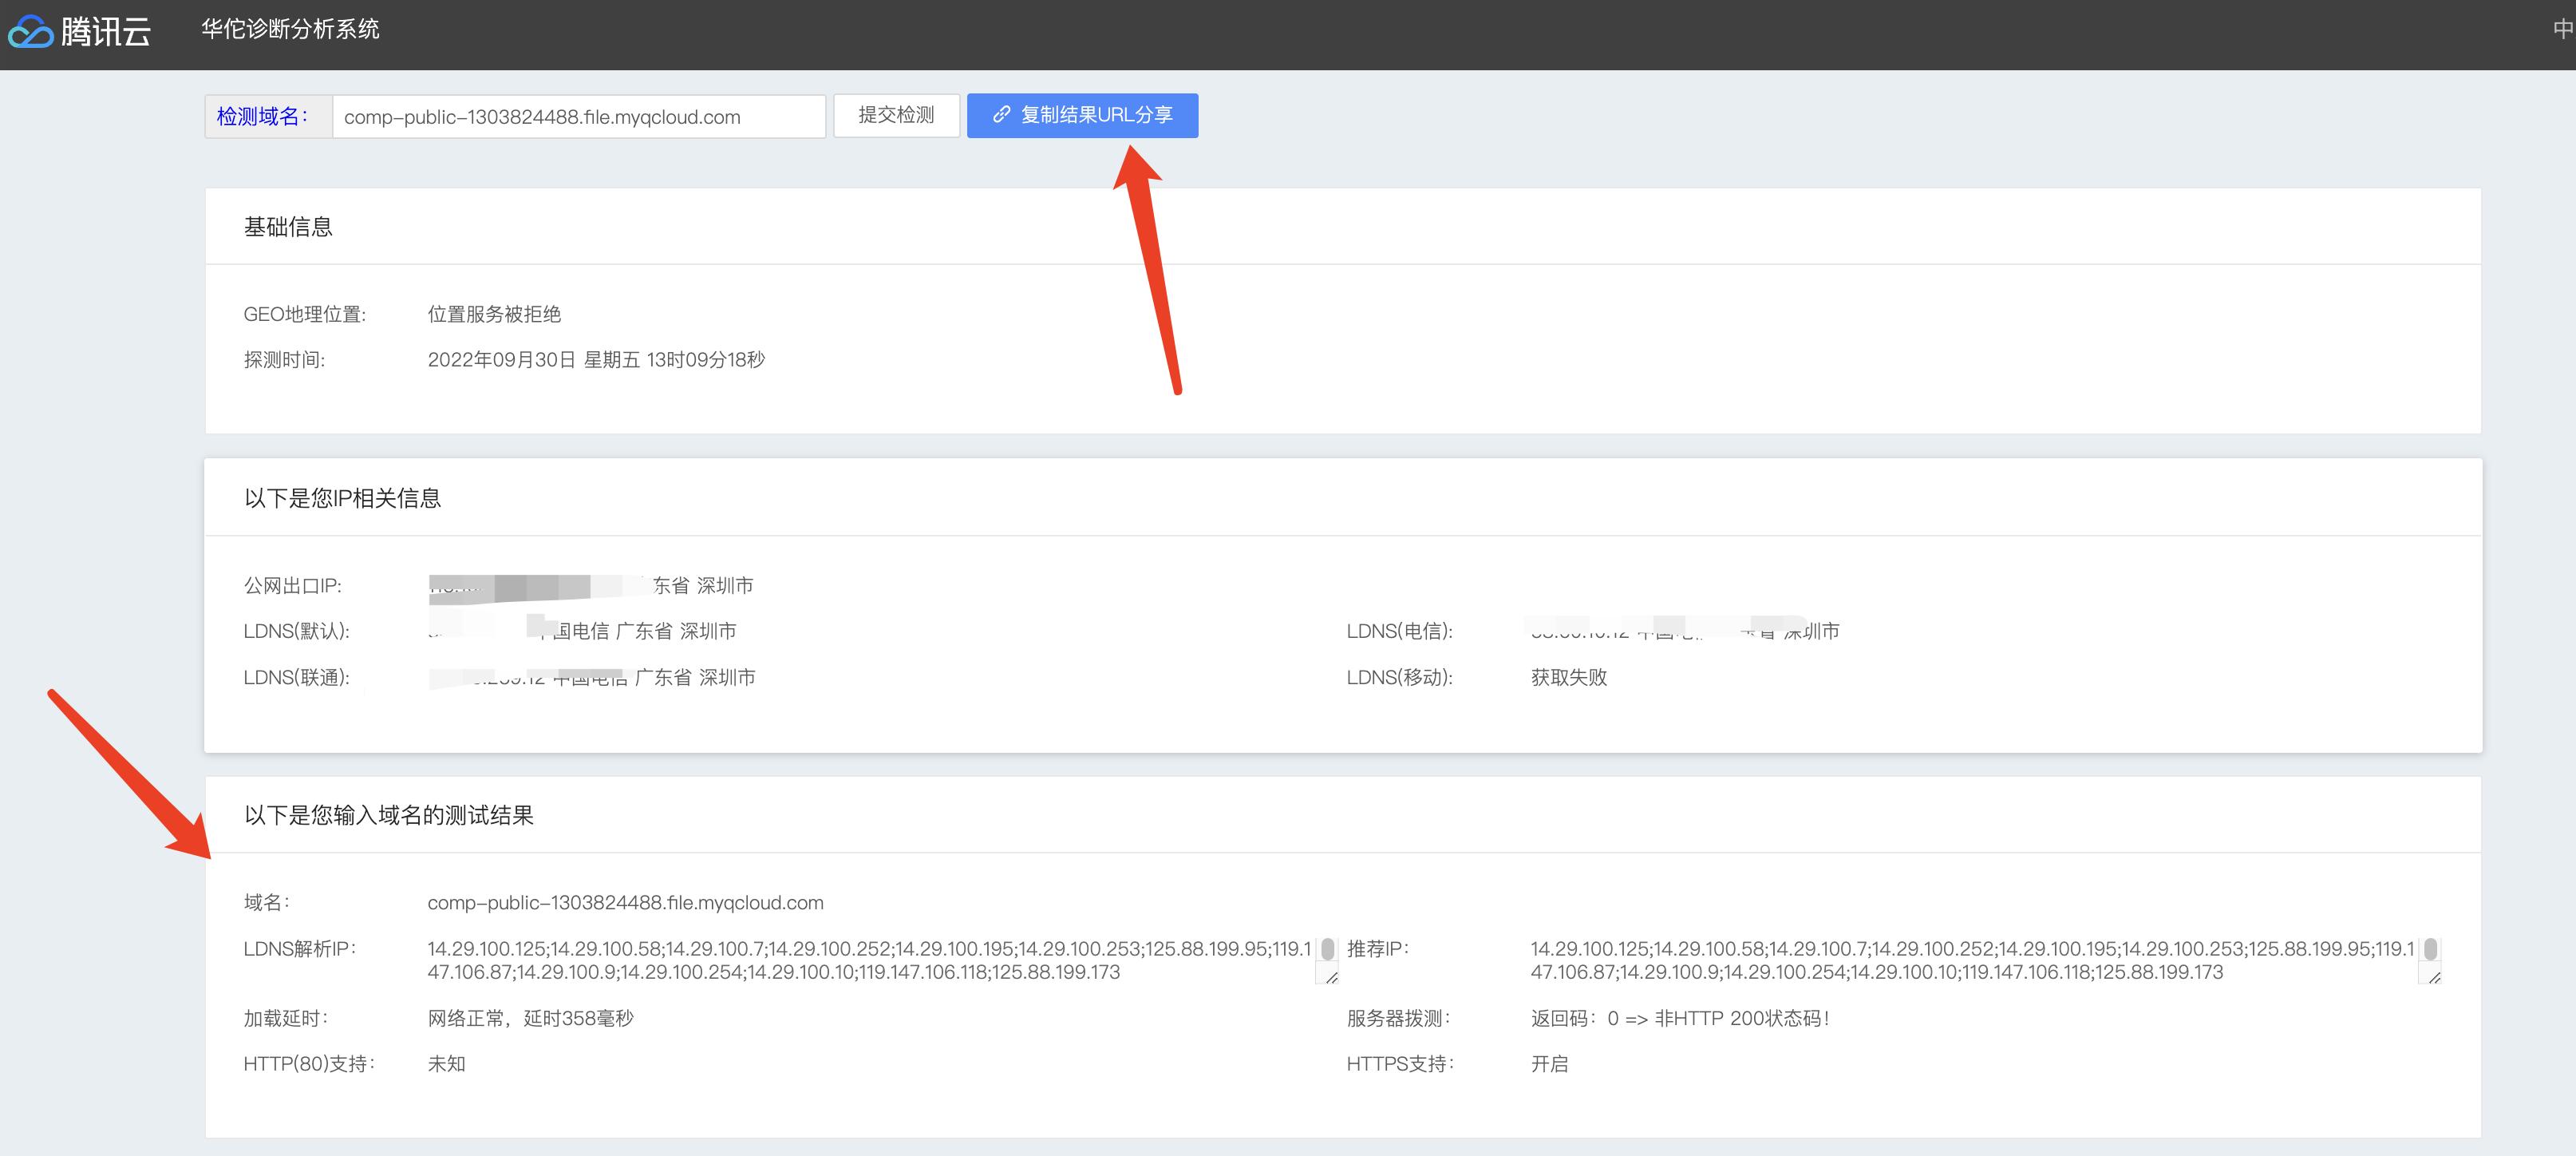 腾讯云
华佗诊断分析系统
中
检测域名：
comp-public-1303824488.file.myqcloud.com
提交检测
复制结果URL分享
基础信息
GEO地理位置:
位置服务被拒绝
探测时间:
2022年09月30日 星期五 13时09分18秒
以下是您IP相关信息
公网出口IP:
东省 深圳市
LDNS(默认):
国电信 广东省 深圳市
LDNS(电信):
深圳市
LDNS(联通):
中国电信 广东省 深圳市
LDNS(移动):
获取失败
以下是您输入域名的测试结果
域名：
comp-public-1303824488.file.myqcloud.com
LDNS解析IP：
14.29.100.125;14.29.100.58;14.29.100.7;14.29.100.252;14.29.100.195;14.29.100.253;125.88.199.95;119.1
47.106.87;14.29.100.9;14.29.100.254;14.29.100.10;119.147.106.118;125.88.199.173
推荐IP：
14.29.100.125;14.29.100.58;14.29.100.7;14.29.100.252;14.29.100.195;14.29.100.253;125.88.199.95;119.1
47.106.87;14.29.100.9;14.29.100.254;14.29.100.10;119.147.106.118;125.88.199.173
加载延时：
网络正常，延时358毫秒
服务器拨测：
返回码：0 => 非HTTP 200状态码！
HTTP(80)支持：
未知
HTTPS支持：
开启